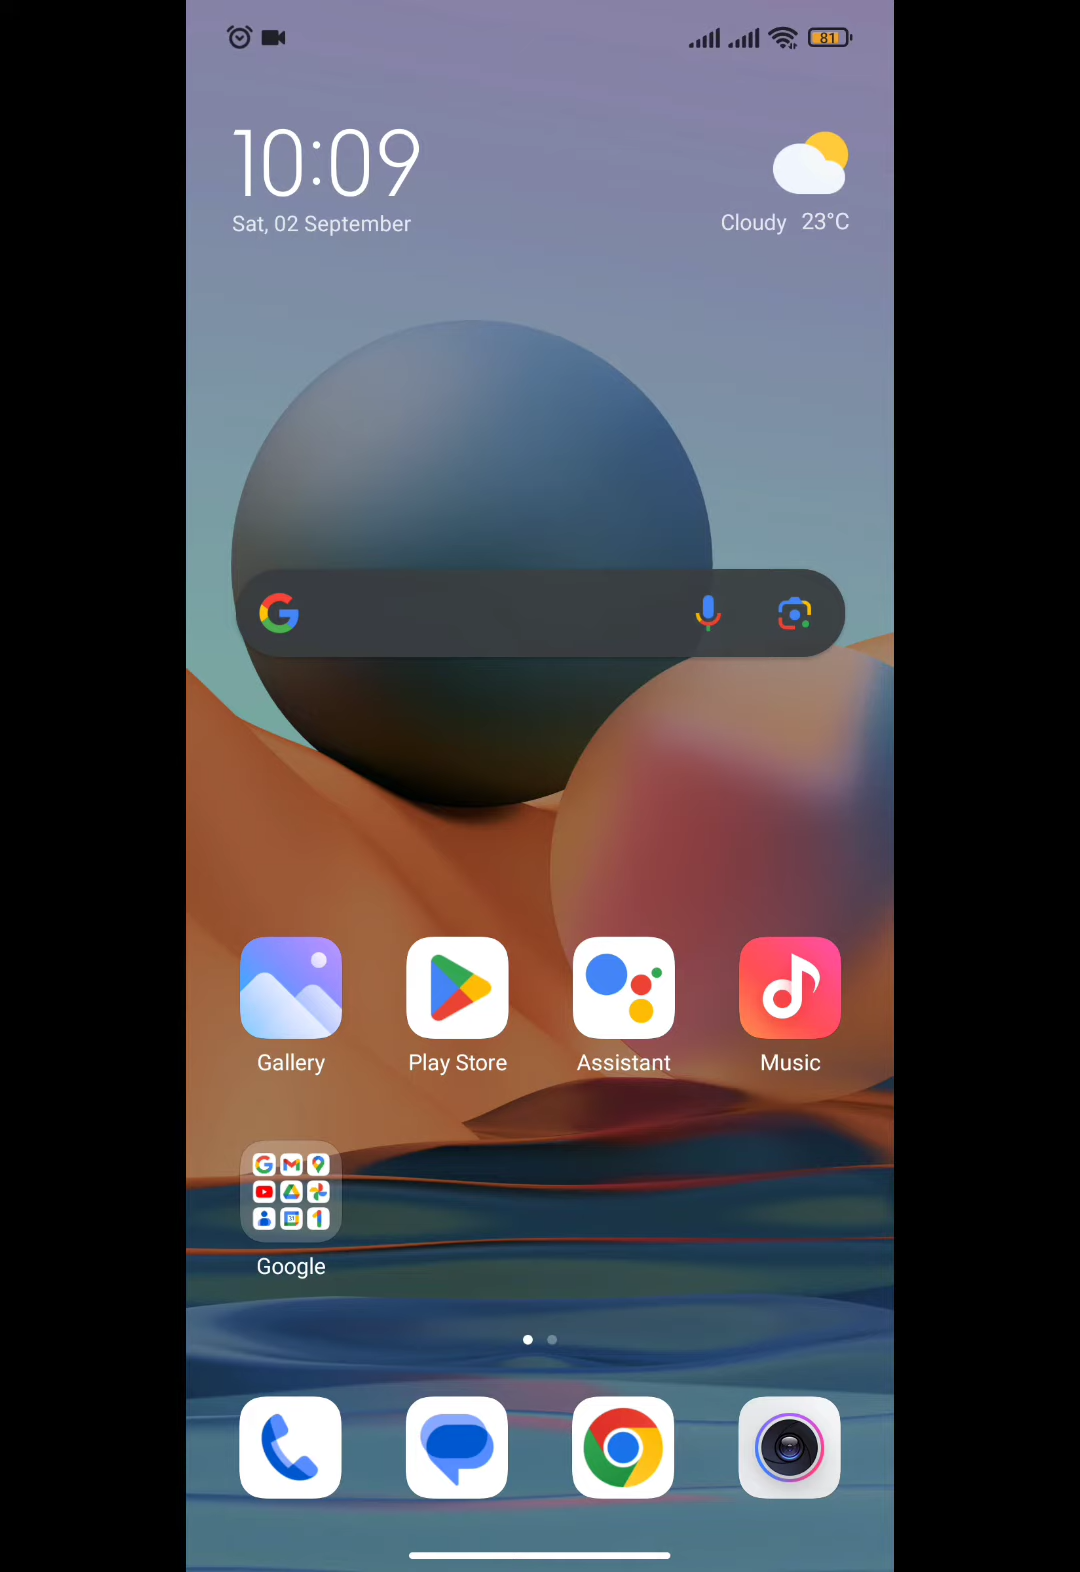 81
10:09
Sat, 02 September
Cloudy 23°C
Gallery
Play Store
Assistant
Music
Google